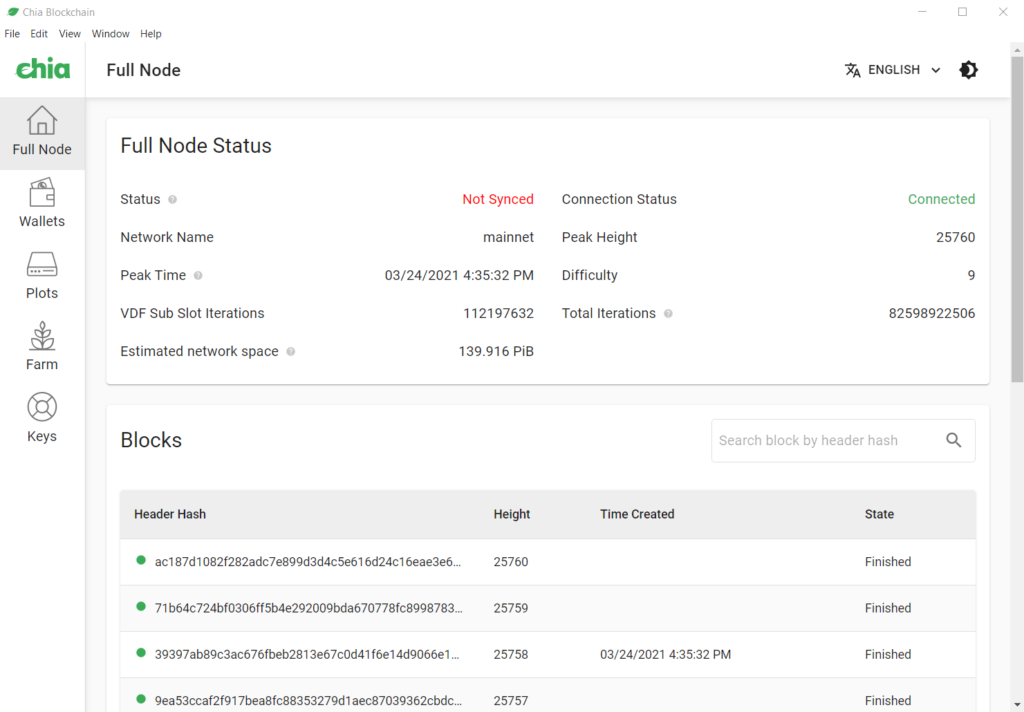 Chia Blockchain
File Edit View Window Help
chia
Full Node
ENGLISH
Full Node
Wallets
Plots
Farm
Keys
Full Node Status
Status Not Synced Connection Status Connected
Network Name mainnet Peak Height 25760
Peak Time 03/24/2021 4:35:32 PM Difficulty 9
VDF Sub Slot Iterations 112197632 Total Iterations 82598922506
Estimated network space 139.916 PiB
Blocks
Search block by header hash
Header Hash Height Time Created State
ac187d1082f282adc7e899d3d4c5e616d24c16eae3e6... 25760 Finished
71b64c724bf0306ff5b4e292009bda670778fc8998783... 25759 Finished
39397ab89c3ac676fbeb2813e67c0d41f6e14d9066e1... 25758 03/24/2021 4:35:32 PM Finished
9ea53ccaf2f917bea8fc88353279d1aec87039362cbdc... 25757 Finished